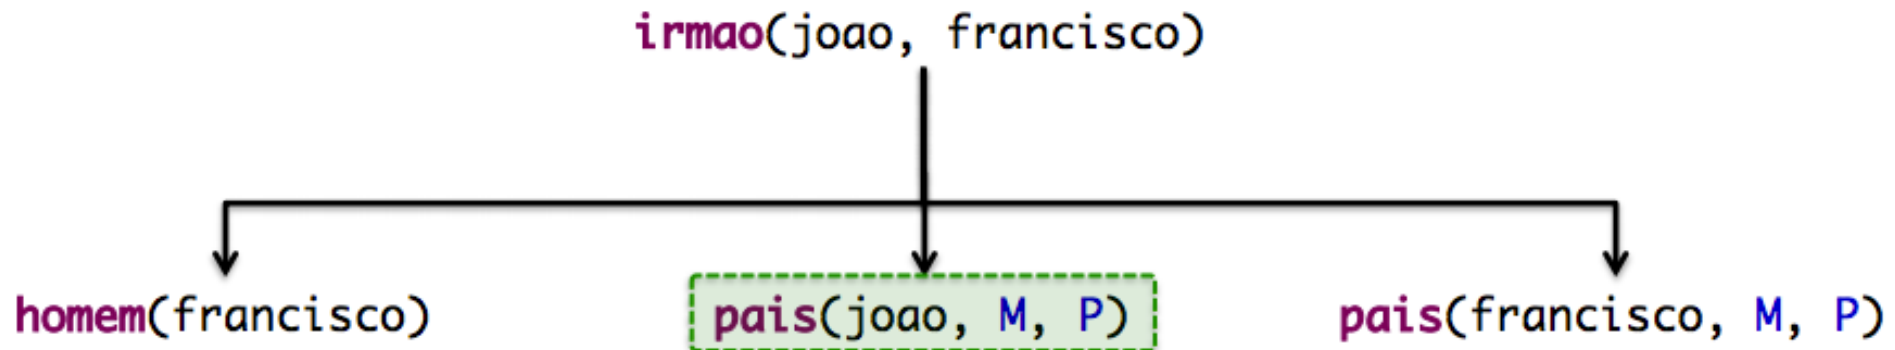 irmao(joao, francisco)
homem(francisco) pais(joao, M, P) pais(francisco, M, P)